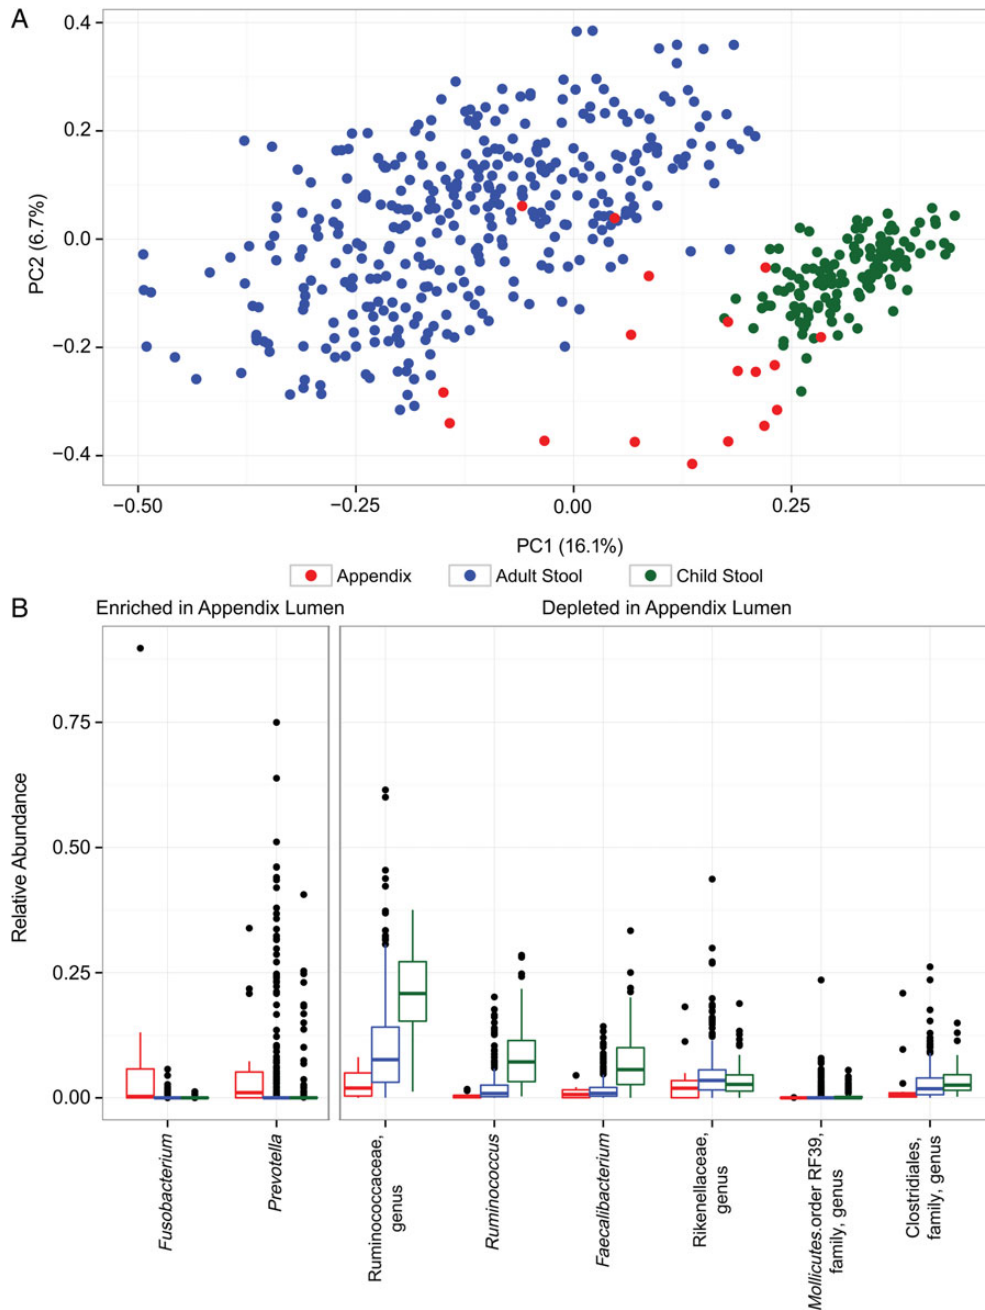 A
0.4
0.2
0.0
−0.2
−0.4
PC2 (6.7%)
−0.50
−0.25
0.00
0.25
PC1 (16.1%)
Appendix
Adult Stool
Child Stool
B
Enriched in Appendix Lumen
Depleted in Appendix Lumen
0.75
0.50
0.25
0.00
Relative Abundance
Fusobacterium
Prevotella
Ruminococcaceae,
genus
Ruminococcus
Faecalibacterium
Rikenellaceae,
genus
Mollicutes.order RF39,
family, genus
Clostridiales,
family, genus